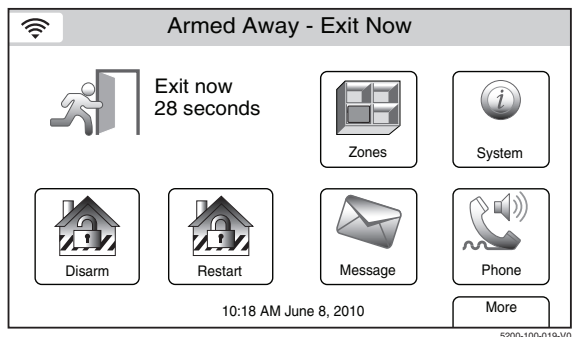 Armed Away - Exit Now
Exit now
28 seconds
Zones
System
Disarm
Restart
Message
Phone
10:18 AM June 8, 2010
More
5200-100-019-V0